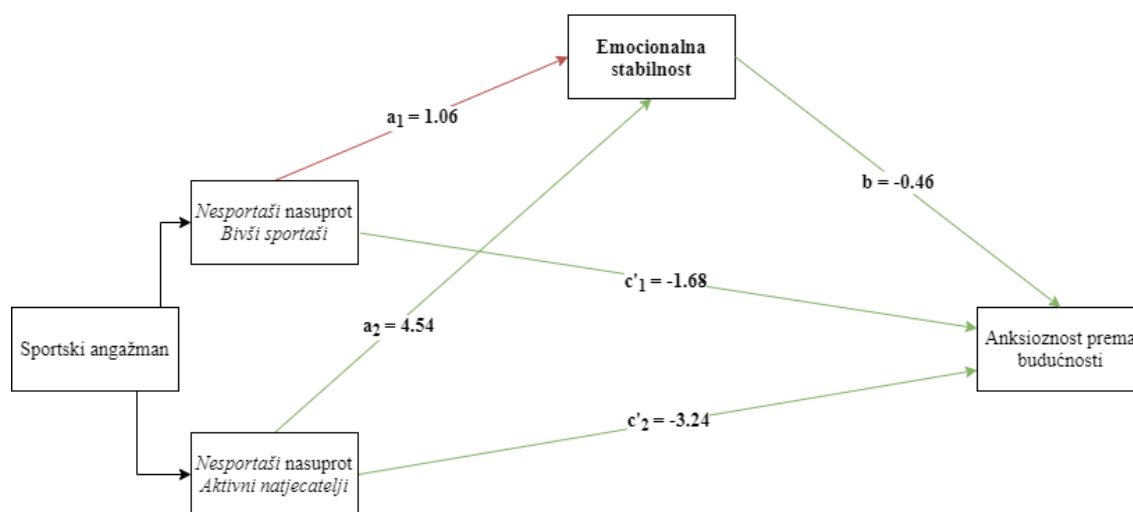 Emocionalna
stabilnost
a1 = 1.06
Nesportaši nasuprot
Bivši sportaši
b = -0.46
c'1 = -1.68
a2 = 4.54
Sportski angažman
Anksioznost prema
budućnosti
c'2 = -3.24
Nesportaši nasuprot
Aktivni natjecatelji